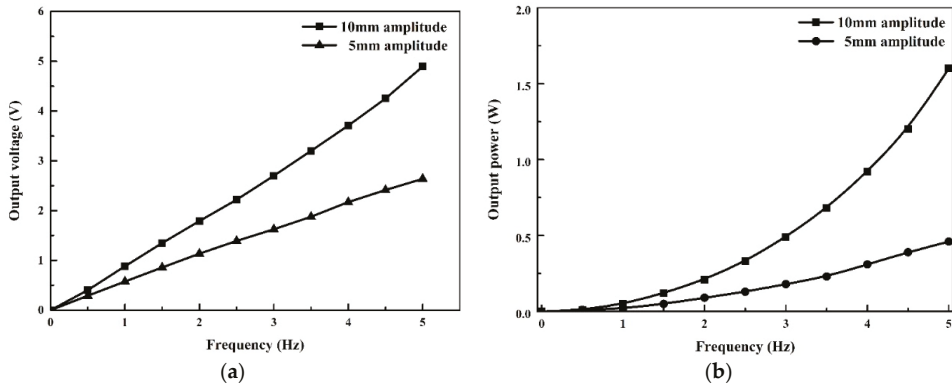 6
5
4
3
2
1
0
Output voltage (V)
10mm amplitude
5mm amplitude
0 1 2 3 4 5
Frequency (Hz)
(a)
2.0
1.5
1.0
0.5
0.0
Output power (W)
10mm amplitude
5mm amplitude
0 1 2 3 4 5
Frequency (Hz)
(b)